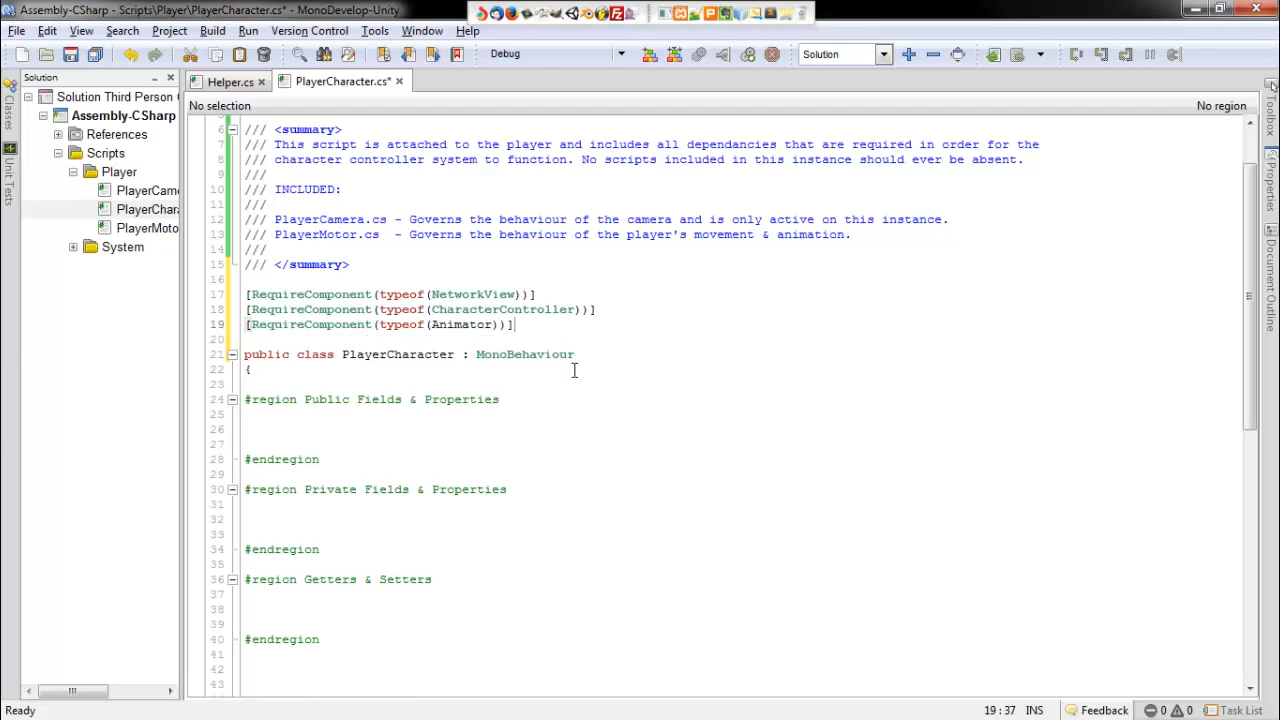 Assembly-CSharp - Scripts\Player\PlayerCharacter.cs* - MonoDevelop-Unity
File Edit View Search Project Build Run Version Control Tools Window Help
Debug
Solution
Solution
Helper.cs
PlayerCharacter.cs*
No selection
No region
Classes
Unit Tests
Solution Third Person C
Assembly-CSharp
References
Scripts
Player
PlayerCame
PlayerChara
PlayerMoto
System
Toolbox
Properties
Document Outline
6 /// <summary>
7 /// This script is attached to the player and includes all dependancies that are required in order for the
8 /// character controller system to function. No scripts included in this instance should ever be absent.
9 ///
10 /// INCLUDED:
11 ///
12 /// PlayerCamera.cs - Governs the behaviour of the camera and is only active on this instance.
13 /// PlayerMotor.cs  - Governs the behaviour of the player's movement & animation.
14 ///
15 /// </summary>
16
17 [RequireComponent(typeof(NetworkView))]
18 [RequireComponent(typeof(CharacterController))]
19 [RequireComponent(typeof(Animator))]
20
21 public class PlayerCharacter : MonoBehaviour
22 {
23
24 #region Public Fields & Properties
25
26
27
28 #endregion
29
30 #region Private Fields & Properties
31
32
33
34 #endregion
35
36 #region Getters & Setters
37
38
39
40 #endregion
41
42
43
Ready
19 : 37
INS
Feedback
0
0
Task List